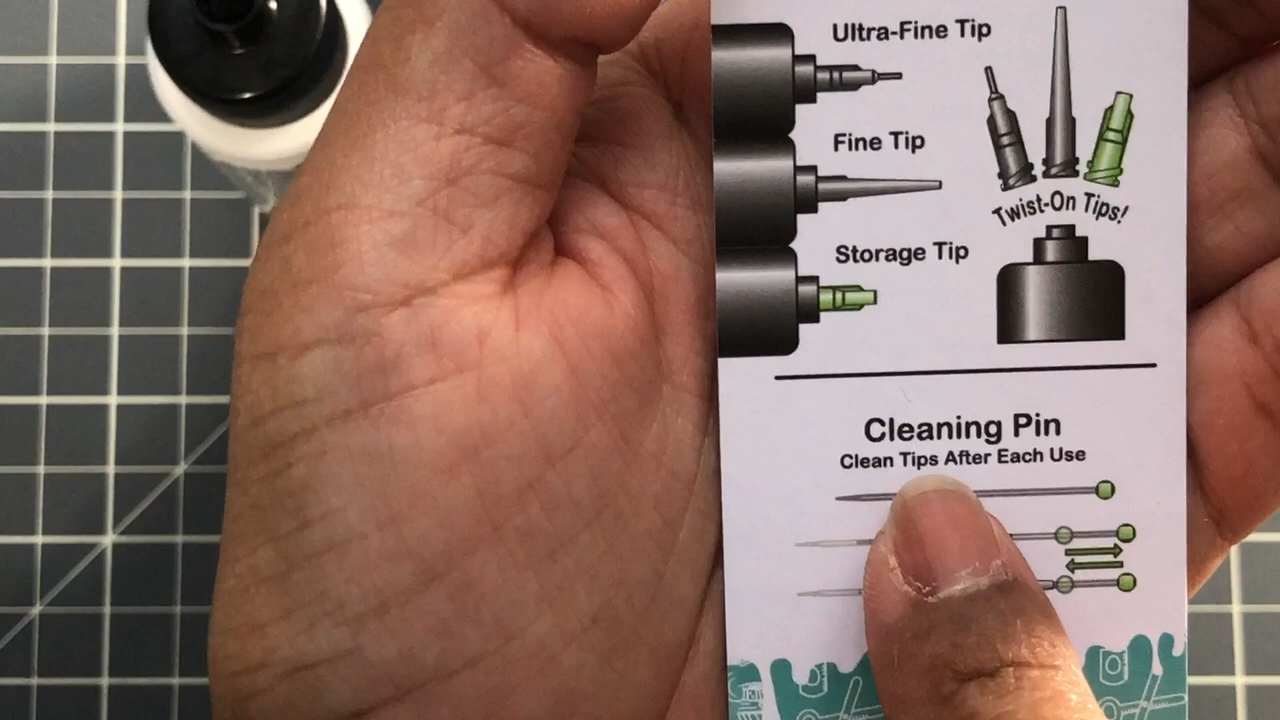 Ultra-Fine Tip
Fine Tip
Twist-On Tips!
Storage Tip
Cleaning Pin
Clean Tips After Each Use